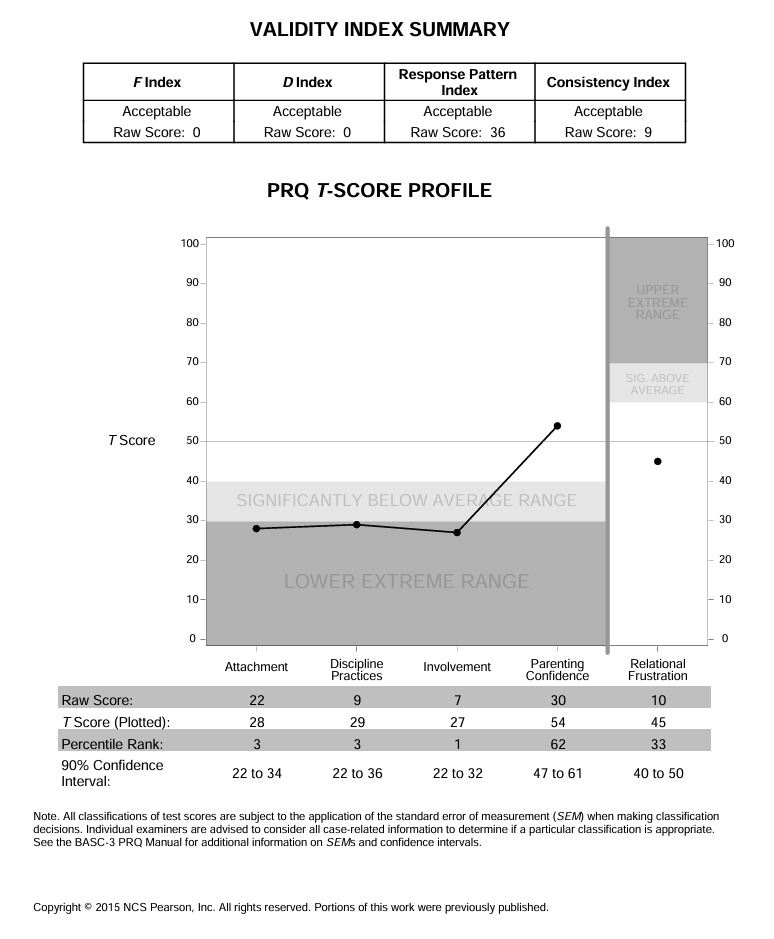 VALIDITY INDEX SUMMARY
F Index D Index Response Pattern Index Consistency Index
Acceptable Acceptable Acceptable Acceptable
Raw Score: 0 Raw Score: 0 Raw Score: 36 Raw Score: 9
PRQ T-SCORE PROFILE
100 100
90 90
UPPER
EXTREME
RANGE
80 80
70 70
SIG. ABOVE
AVERAGE
60 60
T Score 50 50
40 40
SIGNIFICANTLY BELOW AVERAGE RANGE
30 30
20 20
LOWER EXTREME RANGE
10 10
0 0
Attachment Discipline Practices Involvement Parenting Confidence Relational Frustration
Raw Score: 22 9 7 30 10
T Score (Plotted): 28 29 27 54 45
Percentile Rank: 3 3 1 62 33
90% Confidence Interval: 22 to 34 22 to 36 22 to 32 47 to 61 40 to 50
Note. All classifications of test scores are subject to the application of the standard error of measurement (SEM) when making classification
decisions. Individual examiners are advised to consider all case-related information to determine if a particular classification is appropriate.
See the BASC-3 PRQ Manual for additional information on SEMs and confidence intervals.
Copyright © 2015 NCS Pearson, Inc. All rights reserved. Portions of this work were previously published.